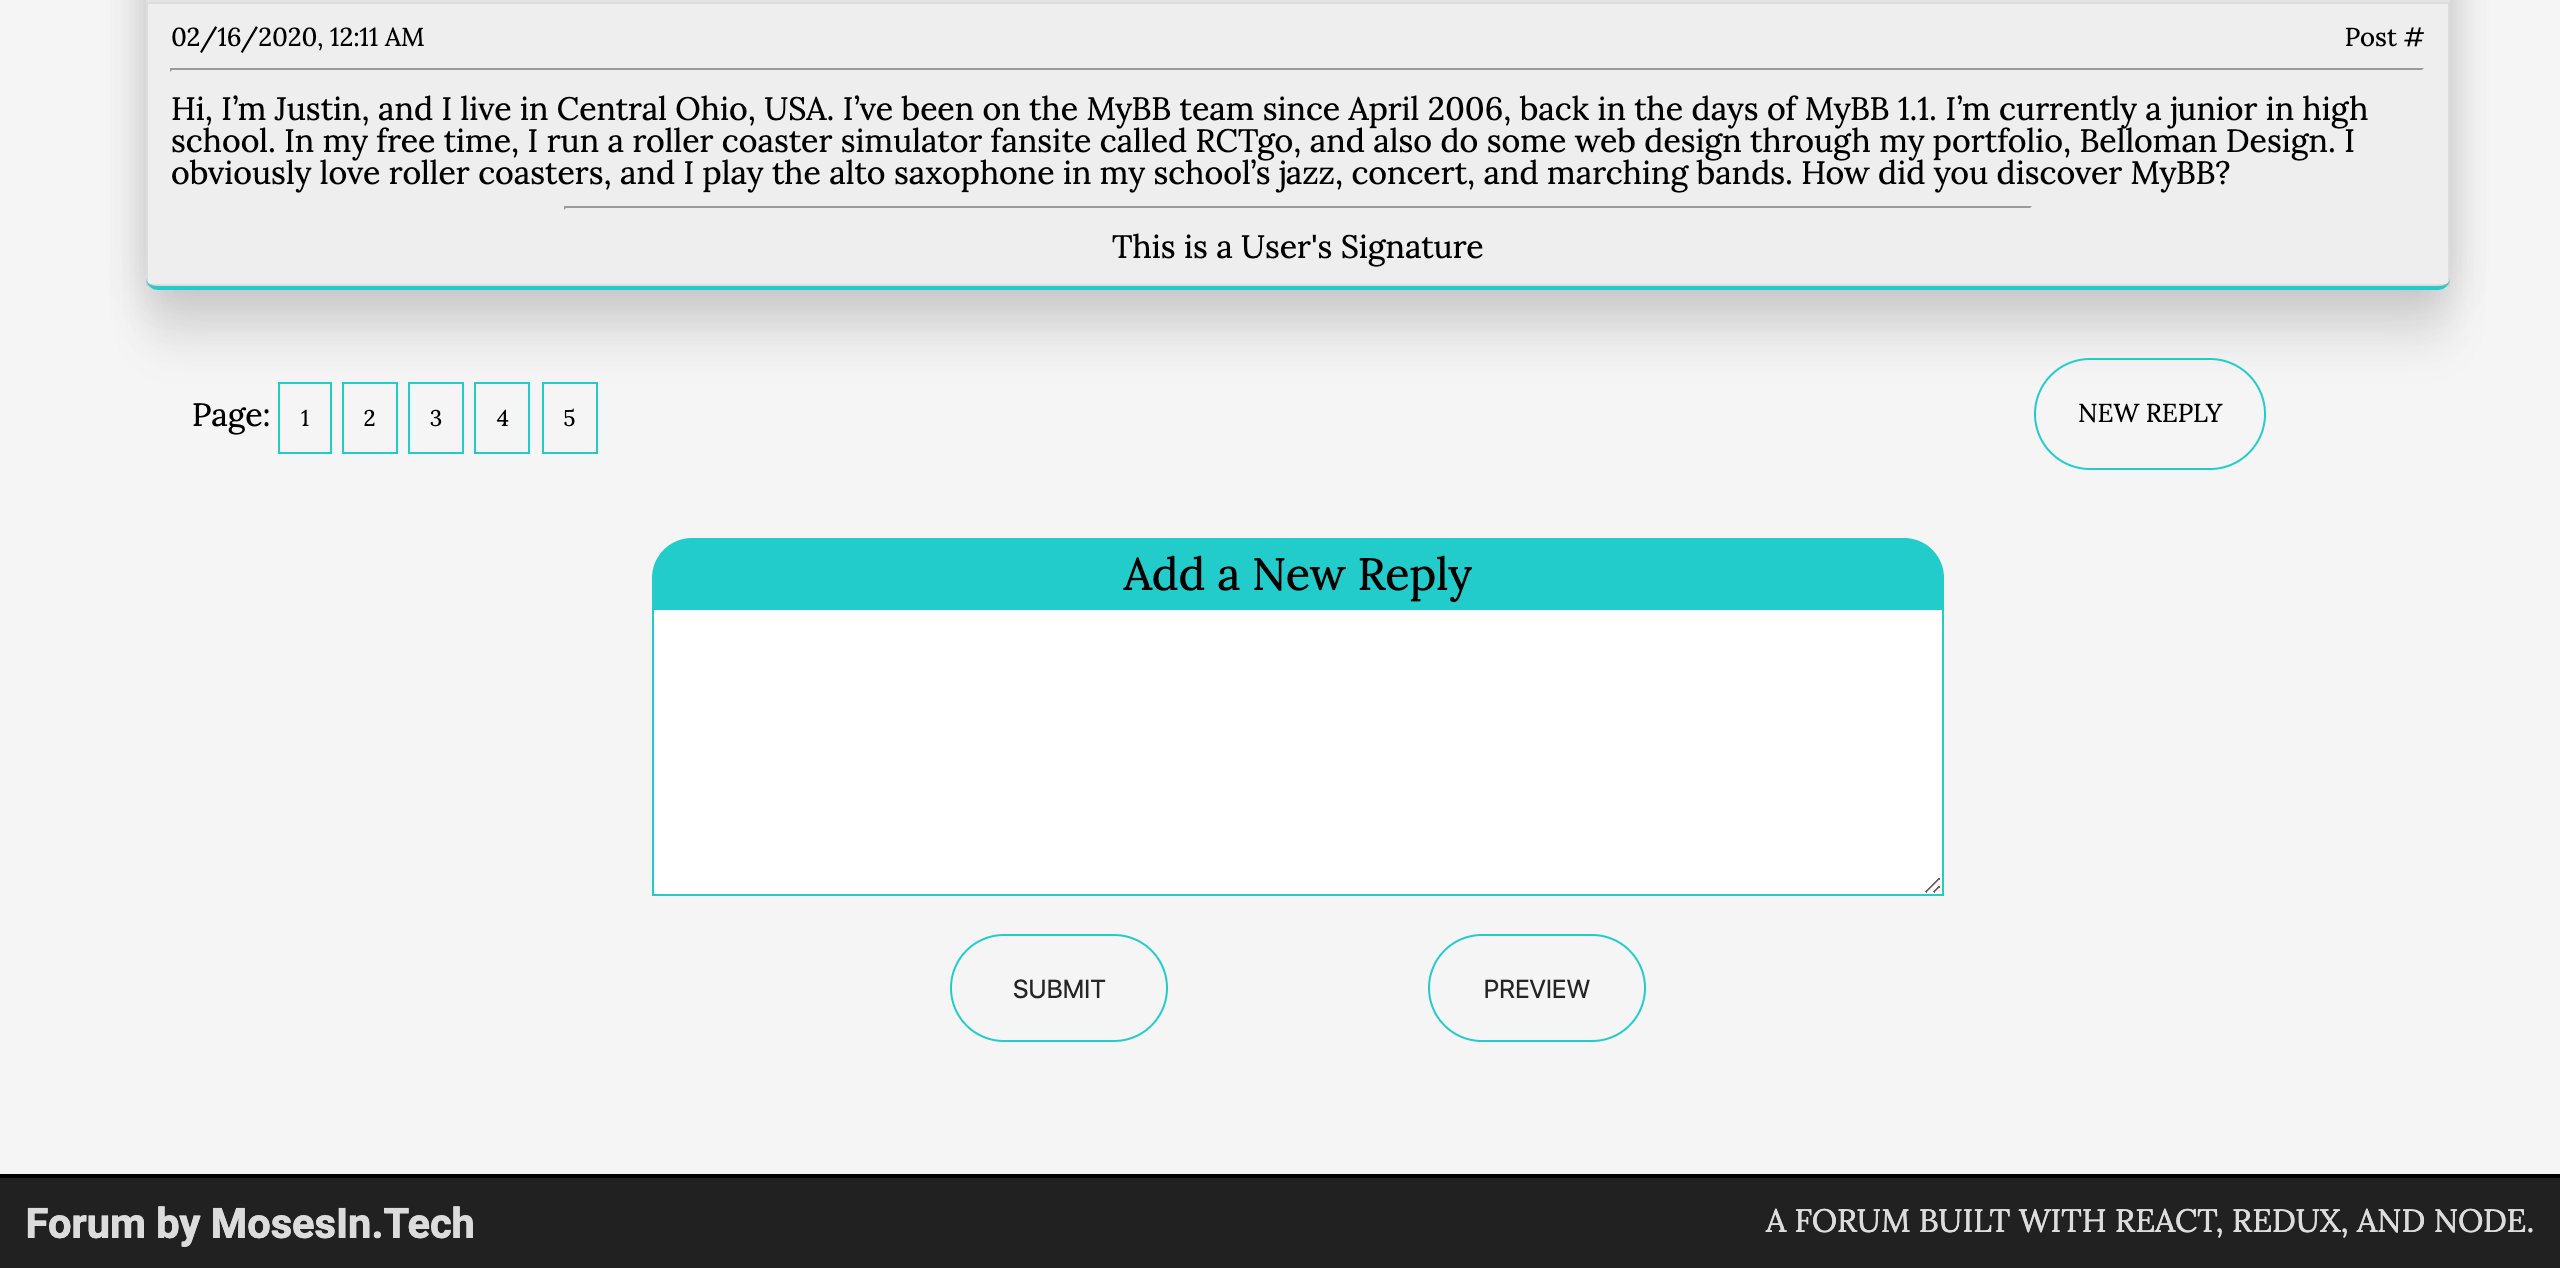 02/16/2020, 12:11 AM Post #
Hi, I’m Justin, and I live in Central Ohio, USA. I’ve been on the MyBB team since April 2006, back in the days of MyBB 1.1. I’m currently a junior in high
school. In my free time, I run a roller coaster simulator fansite called RCTgo, and also do some web design through my portfolio, Belloman Design. I
obviously love roller coasters, and I play the alto saxophone in my school’s jazz, concert, and marching bands. How did you discover MyBB?
This is a User's Signature
Page: 1 2 3 4 5 NEW REPLY
Add a New Reply
SUBMIT PREVIEW
Forum by MosesIn.Tech A FORUM BUILT WITH REACT, REDUX, AND NODE.